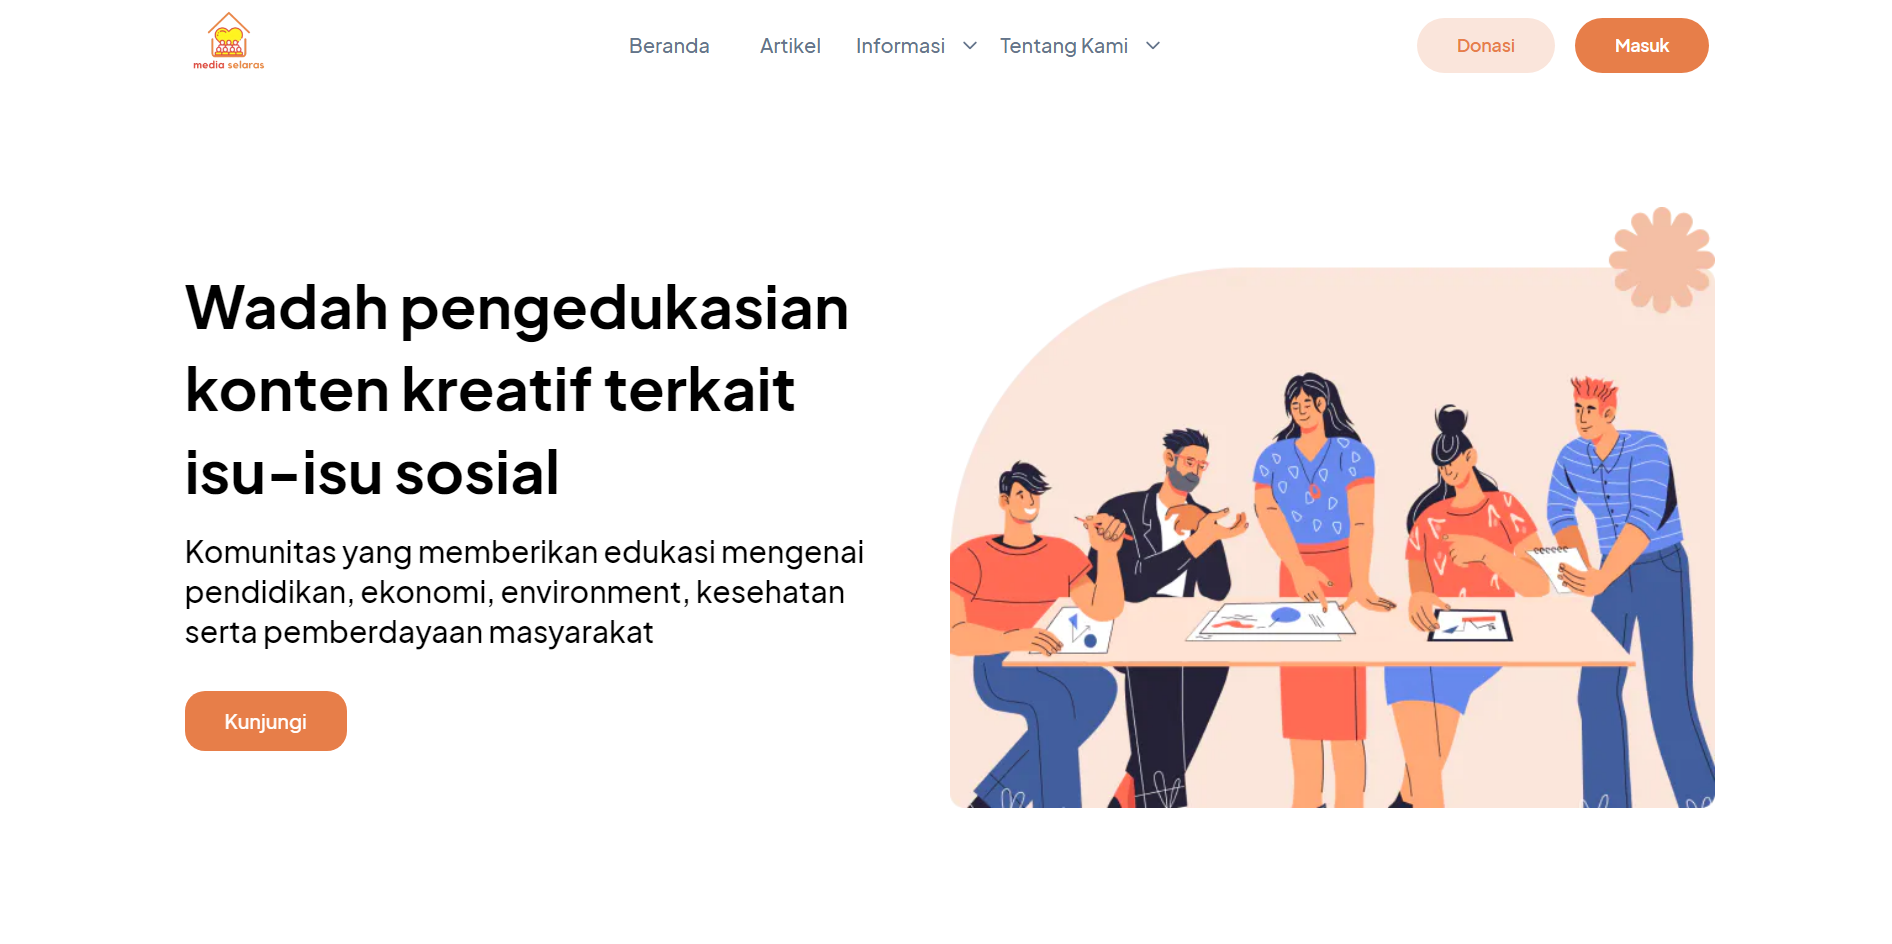 media selaras
Beranda
Artikel
Informasi
Tentang Kami
Donasi
Masuk
Wadah pengedukasian
konten kreatif terkait
isu-isu sosial
Komunitas yang memberikan edukasi mengenai
pendidikan, ekonomi, environment, kesehatan
serta pemberdayaan masyarakat
Kunjungi